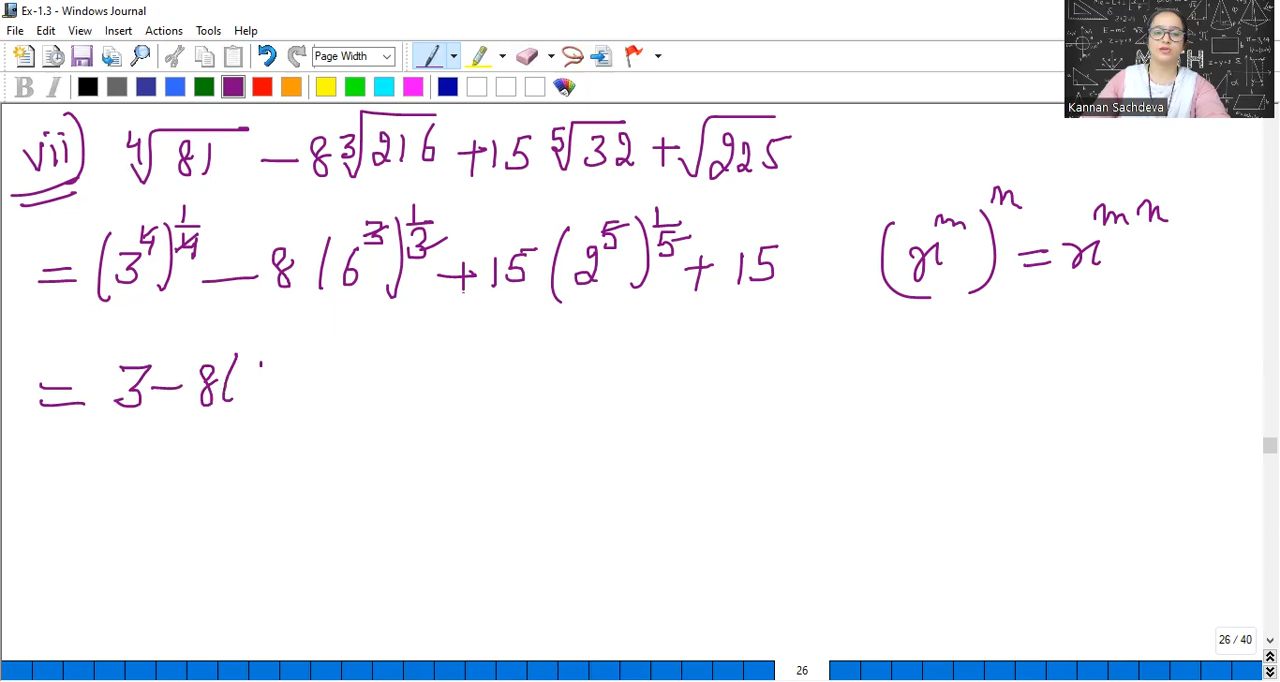 Ex-1.3 - Windows Journal
File Edit View Insert Actions Tools Help
Page Width
B I
Kannan Sachdeva
vii) ∜81 - 8 ∛216 + 15 ⁵√32 + √225
= (3⁴)^(1/4) - 8 (6³)^(1/3) + 15 (2⁵)^(1/5) + 15 (x^m)^n = x^(mn)
= 3 - 8(
26 / 40
26